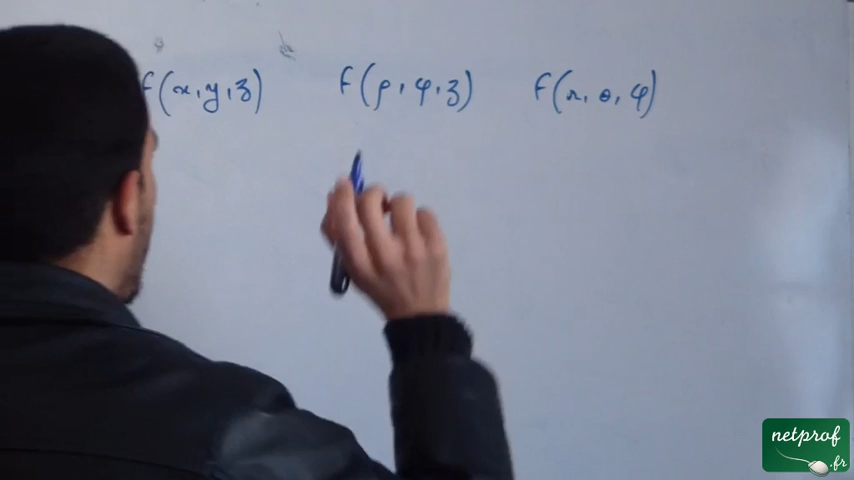 f(x, y, z) f(ρ, φ, z) f(r, θ, φ)
netprof
.fr